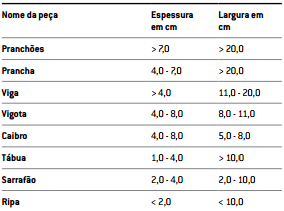 Nome da peça Espessura em cm Largura em cm
Pranchões > 7,0 > 20,0
Prancha 4,0 - 7,0 > 20,0
Viga > 4,0 11,0 - 20,0
Vigota 4,0 - 8,0 8,0 - 11,0
Caibro 4,0 - 8,0 5,0 - 8,0
Tábua 1,0 - 4,0 > 10,0
Sarrafão 2,0 - 4,0 2,0 - 10,0
Ripa < 2,0 < 10,0